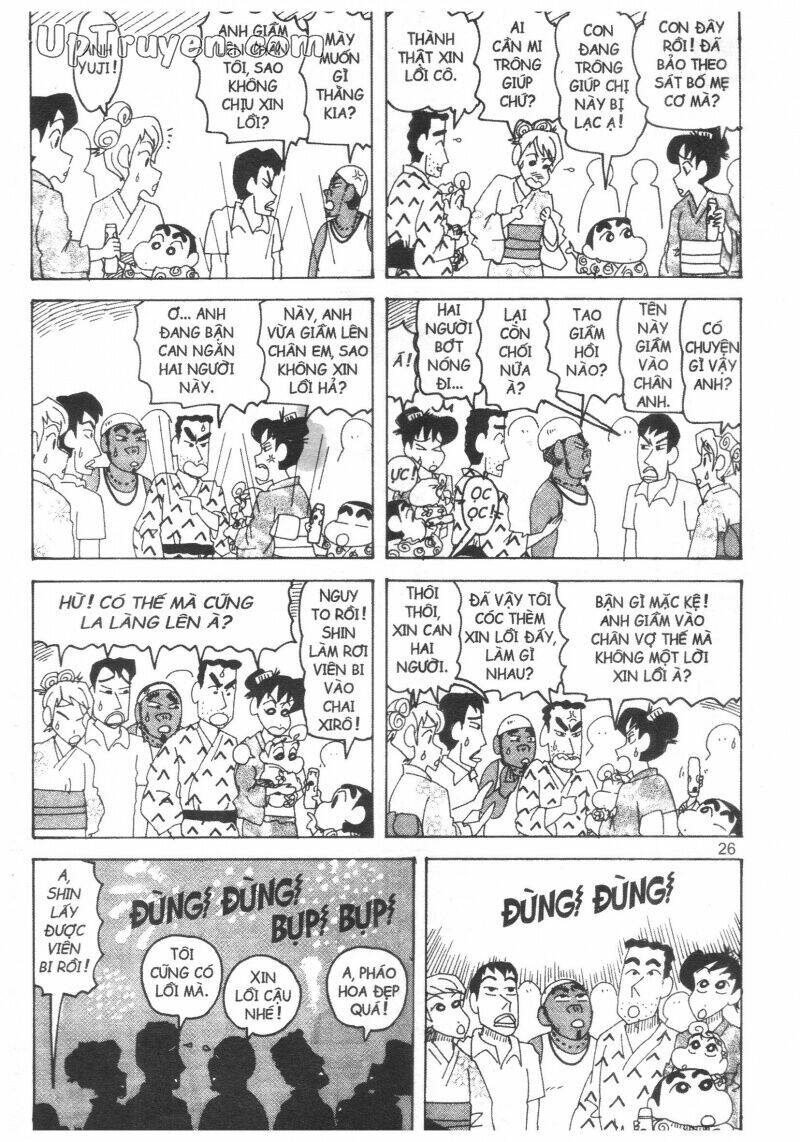 UpTruyen.com
CON ĐÂY
RỒI! ĐÃ
BẢO THEO
SÁT BỐ MẸ
CƠ MÀ?
CON
ĐANG
TRÔNG
GIÚP CHỊ
NÀY BỊ
LẠC Ạ!
AI
CẦN MI
TRÔNG
GIÚP
CHỨ?
THÀNH
THẬT XIN
LỖI CÔ.
MÀY
MUỐN
GÌ
THẰNG
KIA?
ANH GIẪM
LÊN CHÂN
TÔI, SAO
KHÔNG
CHỊU XIN
LỖI?
ANH
YUJI!
CÓ
CHUYỆN
GÌ VẬY
ANH?
TÊN
NÀY
GIẪM
VÀO
CHÂN
ANH.
TAO
GIẪM
HỒI
NÀO?
LẠI
CÒN
CHỐI
NỮA
À?
HAI
NGƯỜI
BỚT
NÓNG
ĐI...
Ã!
ỰC!
ỌC
ỌC!
NÀY, ANH
VỪA GIẪM LÊN
CHÂN EM, SAO
KHÔNG XIN
LỖI HẢ?
Ơ... ANH
ĐANG BẬN
CAN NGĂN
HAI NGƯỜI
NÀY.
BẬN GÌ MẶC KỆ!
ANH GIẪM VÀO
CHÂN VỢ THẾ MÀ
KHÔNG MỘT LỜI
XIN LỖI À?
ĐÃ VẬY TÔI
CÓC THÈM
XIN LỖI ĐẤY,
LÀM GÌ
NHAU?
THÔI
THÔI,
XIN CAN
HAI
NGƯỜI.
NGUY
TO RỒI!
SHIN
LÀM RƠI
VIÊN BI
VÀO
CHAI
XIRÔ!
HỪ! CÓ THẾ MÀ CŨNG
LA LÀNG LÊN À?
26
ĐÙNG! ĐÙNG!
ĐÙNG! ĐÙNG!
BỤP! BỤP!
A, PHÁO
HOA ĐẸP
QUÁ!
XIN
LỖI CẬU
NHÉ!
TÔI
CŨNG CÓ
LỖI MÀ.
A,
SHIN
LẤY
ĐƯỢC
VIÊN
BI RỒI!